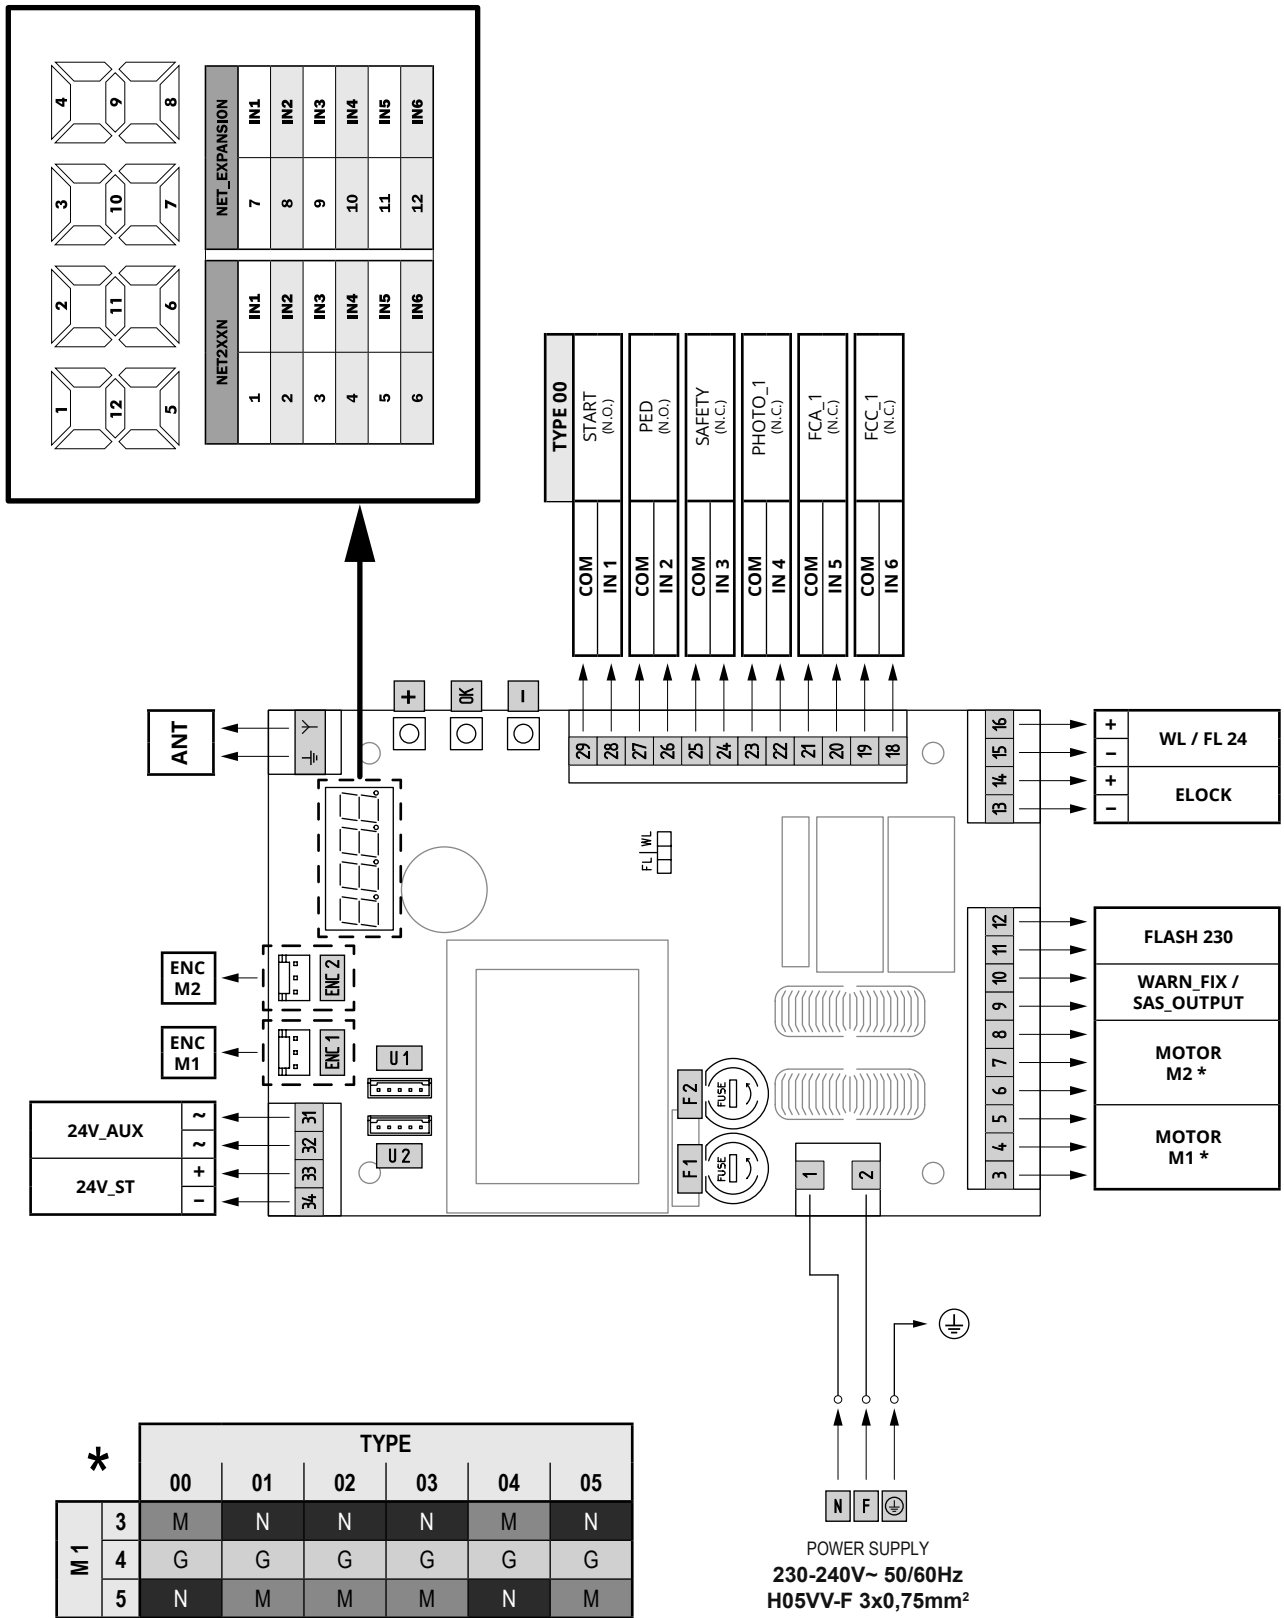 4 9 8
3 10 7
2 11 6
1 12 5
NET_EXPANSION
7 IN1
8 IN2
9 IN3
10 IN4
11 IN5
12 IN6
NET2XXN
1 IN1
2 IN2
3 IN3
4 IN4
5 IN5
6 IN6
TYPE 00
START (N.O.)
PED (N.O.)
SAFETY (N.C.)
PHOTO_1 (N.C.)
FCA_1 (N.C.)
FCC_1 (N.C.)
COM
IN 1
COM
IN 2
COM
IN 3
COM
IN 4
COM
IN 5
COM
IN 6
+ OK −
ANT
29 28 27 26 25 24 23 22 21 20 19 18
16 +
15 −
WL / FL 24
14 +
13 −
ELOCK
FL WL
12
11
FLASH 230
10
9
WARN_FIX /
SAS_OUTPUT
8
7
6
MOTOR
M2 *
5
4
3
MOTOR
M1 *
ENC
M2
ENC 2
ENC
M1
ENC 1
U 1
U 2
F 2
FUSE
F 1
FUSE
24V_AUX
~ 31
~ 32
24V_ST
+ 33
− 34
1 2
N F
POWER SUPPLY
230-240V~ 50/60Hz
H05VV-F 3x0,75mm²
*
TYPE
00 01 02 03 04 05
M 1
3 M N N N M N
4 G G G G G G
5 N M M M N M